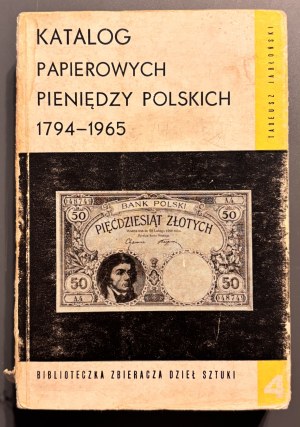 KATALOG
PAPIEROWYCH
PIENIĘDZY POLSKICH
1794–1965
TADEUSZ JABŁOŃSKI
BANK POLSKI
50
PIĘĆDZIESIĄT ZŁOTYCH
50
50
A4
50
BIBLIOTECZKA ZBIERACZA DZIEŁ SZTUKI
4